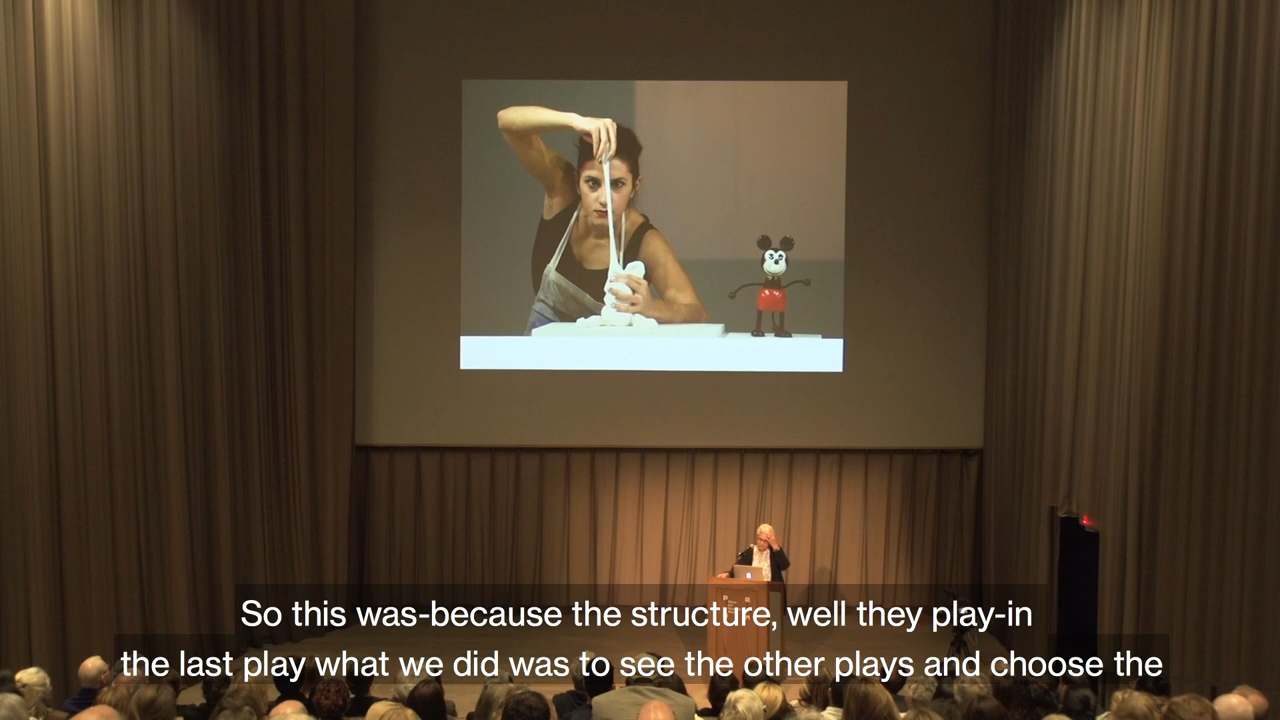 So this was-because the structure, well they play-in
the last play what we did was to see the other plays and choose the